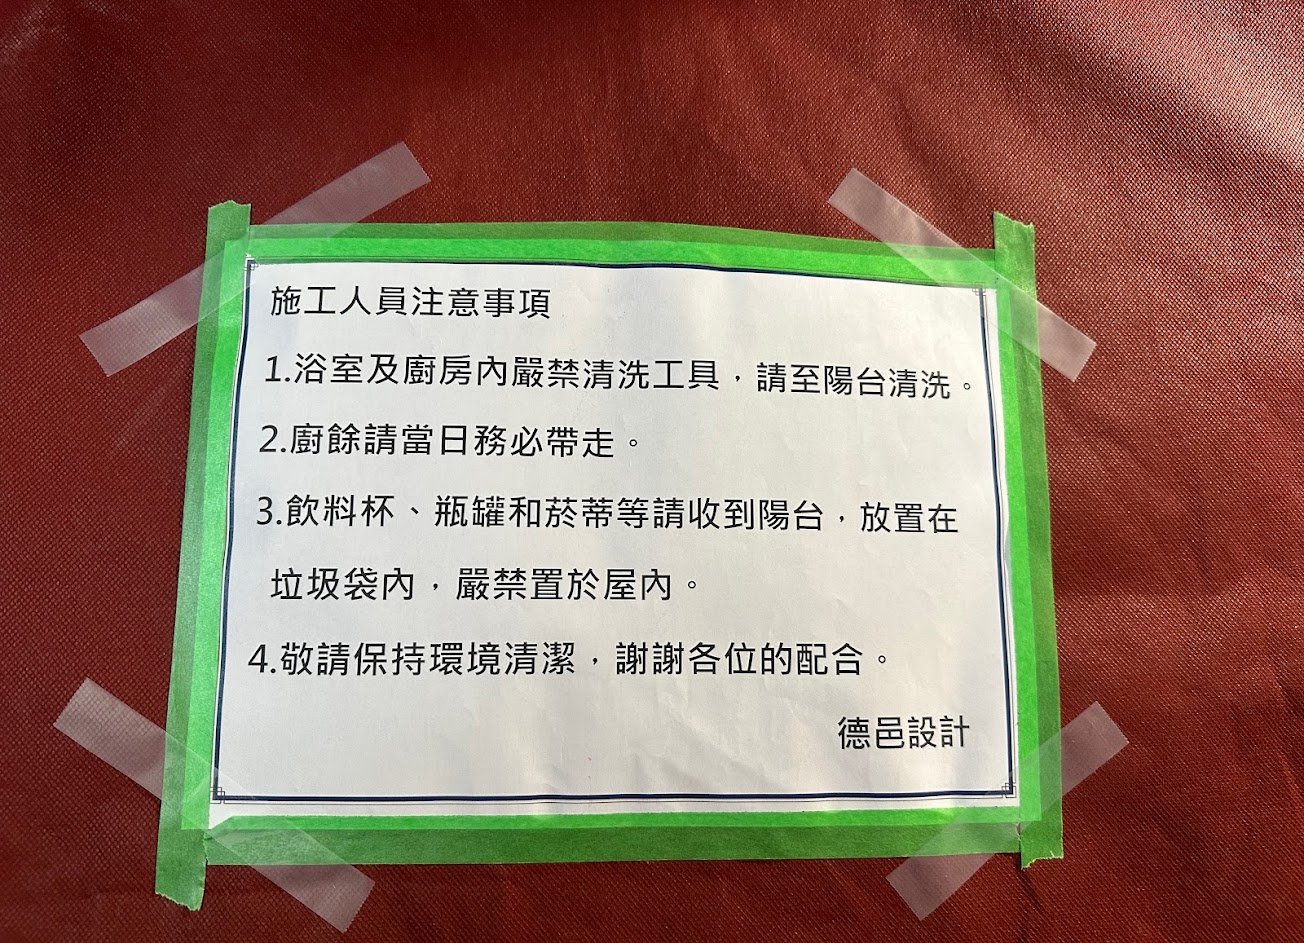 施工人員注意事項
1.浴室及廚房內嚴禁清洗工具，請至陽台清洗。
2.廚餘請當日務必帶走。
3.飲料杯、瓶罐和菸蒂等請收到陽台，放置在
垃圾袋內，嚴禁置於屋內。
4.敬請保持環境清潔，謝謝各位的配合。
德邑設計